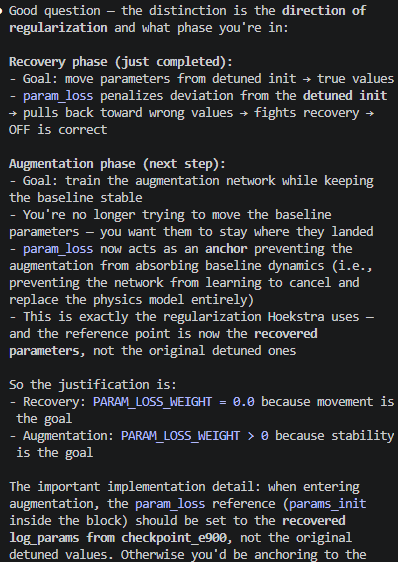 Good question — the distinction is the direction of
regularization and what phase you're in:
Recovery phase (just completed):
- Goal: move parameters from detuned init → true values
- param_loss penalizes deviation from the detuned init
→ pulls back toward wrong values → fights recovery →
OFF is correct
Augmentation phase (next step):
- Goal: train the augmentation network while keeping
the baseline stable
- You're no longer trying to move the baseline
parameters — you want them to stay where they landed
- param_loss now acts as an anchor preventing the
augmentation from absorbing baseline dynamics (i.e.,
preventing the network from learning to cancel and
replace the physics model entirely)
- This is exactly the regularization Hoekstra uses —
and the reference point is now the recovered
parameters, not the original detuned ones
So the justification is:
- Recovery: PARAM_LOSS_WEIGHT = 0.0 because movement is
the goal
- Augmentation: PARAM_LOSS_WEIGHT > 0 because stability
is the goal
The important implementation detail: when entering
augmentation, the param_loss reference (params_init
inside the block) should be set to the recovered
log_params from checkpoint_e900, not the original
detuned values. Otherwise you'd be anchoring to the